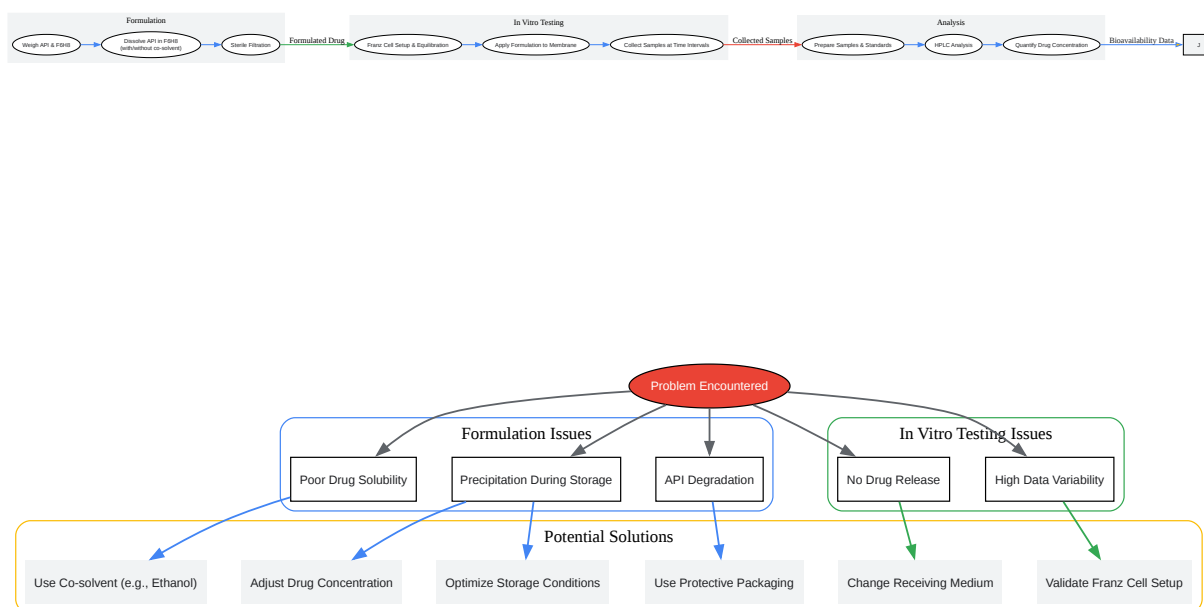 Formulation
In Vitro Testing
Analysis
Weigh API & F6H8
Dissolve API in F6H8
(with/without co-solvent)
Sterile Filtration
Formulated Drug
Franz Cell Setup & Equilibration
Apply Formulation to Membrane
Collect Samples at Time Intervals
Collected Samples
Prepare Samples & Standards
HPLC Analysis
Quantify Drug Concentration
Bioavailability Data
J
Problem Encountered
Formulation Issues
In Vitro Testing Issues
Poor Drug Solubility
Precipitation During Storage
API Degradation
No Drug Release
High Data Variability
Potential Solutions
Use Co-solvent (e.g., Ethanol)
Adjust Drug Concentration
Optimize Storage Conditions
Use Protective Packaging
Change Receiving Medium
Validate Franz Cell Setup